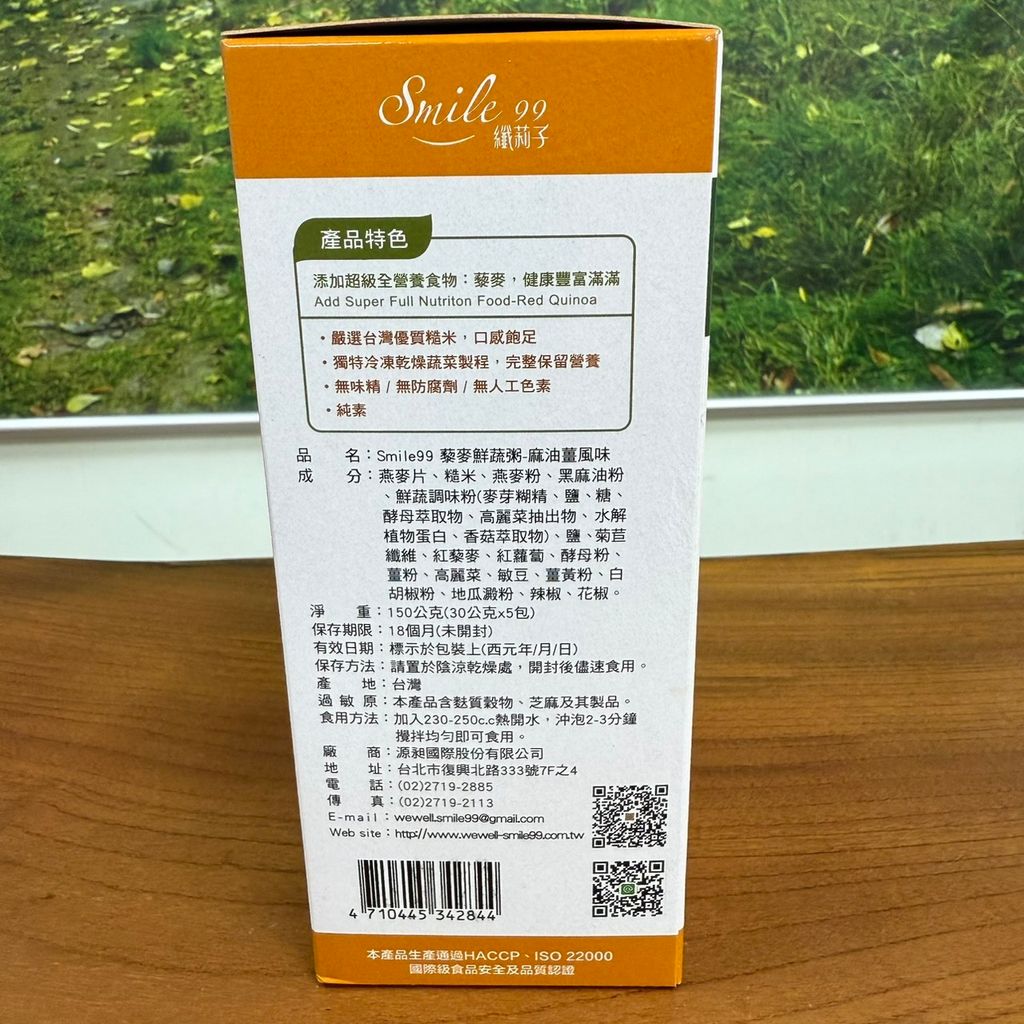 Smile 99
纖莉子
產品特色
添加超級全營養食物：藜麥，健康豐富滿滿
Add Super Full Nutriton Food-Red Quinoa
・嚴選台灣優質糙米，口感飽足
・獨特冷凍乾燥蔬菜製程，完整保留營養
・無味精 / 無防腐劑 / 無人工色素
・純素
品 名：Smile99 藜麥鮮蔬粥-麻油薑風味
成 分：燕麥片、糙米、燕麥粉、黑麻油粉
、鮮蔬調味粉(麥芽糊精、鹽、糖、
酵母萃取物、高麗菜抽出物、水解
植物蛋白、香菇萃取物)、鹽、菊苣
纖維、紅藜麥、紅蘿蔔、酵母粉、
薑粉、高麗菜、敏豆、薑黃粉、白
胡椒粉、地瓜澱粉、辣椒、花椒。
淨 重：150公克(30公克x5包)
保存期限：18個月(未開封)
有效日期：標示於包裝上(西元年/月/日)
保存方法：請置於陰涼乾燥處，開封後儘速食用。
產 地：台灣
過 敏 原：本產品含麩質穀物、芝麻及其製品。
食用方法：加入230-250c.c熱開水，沖泡2-3分鐘
攪拌均勻即可食用。
廠 商：源昶國際股份有限公司
地 址：台北市復興北路333號7F之4
電 話：(02)2719-2885
傳 真：(02)2719-2113
E-mail：wewell.smile99@gmail.com
Web site：http://www.wewell-smile99.com.tw
4 710445 342844
本產品生產通過HACCP、ISO 22000
國際級食品安全及品質認證